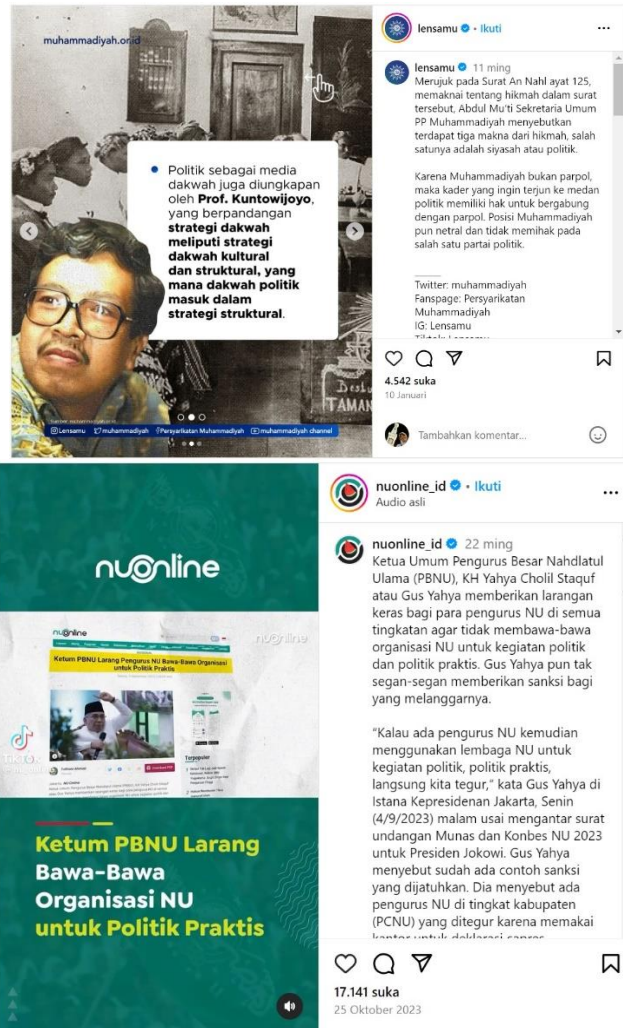 muhammadiyah.or.id
Politik sebagai media
dakwah juga diungkapan
oleh Prof. Kuntowijoyo,
yang berpandangan
strategi dakwah
meliputi strategi
dakwah kultural
dan struktural, yang
mana dakwah politik
masuk dalam
strategi struktural.
TAMAN
Lensamu muhammadiyah Persyarikatan Muhammadiyah muhammadiyah channel
lensamu • Ikuti
lensamu 11 ming
Merujuk pada Surat An Nahl ayat 125,
memaknai tentang hikmah dalam surat
tersebut, Abdul Mu'ti Sekretaria Umum
PP Muhammadiyah menyebutkan
terdapat tiga makna dari hikmah, salah
satunya adalah siyasah atau politik.
Karena Muhammadiyah bukan parpol,
maka kader yang ingin terjun ke medan
politik memiliki hak untuk bergabung
dengan parpol. Posisi Muhammadiyah
pun netral dan tidak memihak pada
salah satu partai politik.
Twitter: muhammadiyah
Fanspage: Persyarikatan
Muhammadiyah
IG: Lensamu
4.542 suka
10 Januari
Tambahkan komentar...
nuonline
nuonline
nuonline
Ketum PBNU Larang Pengurus NU Bawa-Bawa Organisasi
untuk Politik Praktis
Terpopuler
TikTok
Ketum PBNU Larang
Bawa-Bawa
Organisasi NU
untuk Politik Praktis
nuonline_id • Ikuti
Audio asli
nuonline_id 22 ming
Ketua Umum Pengurus Besar Nahdlatul
Ulama (PBNU), KH Yahya Cholil Staquf
atau Gus Yahya memberikan larangan
keras bagi para pengurus NU di semua
tingkatan agar tidak membawa-bawa
organisasi NU untuk kegiatan politik
dan politik praktis. Gus Yahya pun tak
segan-segan memberikan sanksi bagi
yang melanggarnya.
"Kalau ada pengurus NU kemudian
menggunakan lembaga NU untuk
kegiatan politik, politik praktis,
langsung kita tegur," kata Gus Yahya di
Istana Kepresidenan Jakarta, Senin
(4/9/2023) malam usai mengantar surat
undangan Munas dan Konbes NU 2023
untuk Presiden Jokowi. Gus Yahya
menyebut sudah ada contoh sanksi
yang dijatuhkan. Dia menyebut ada
pengurus NU di tingkat kabupaten
(PCNU) yang ditegur karena memakai
kantor untuk deklarasi capres
17.141 suka
25 Oktober 2023